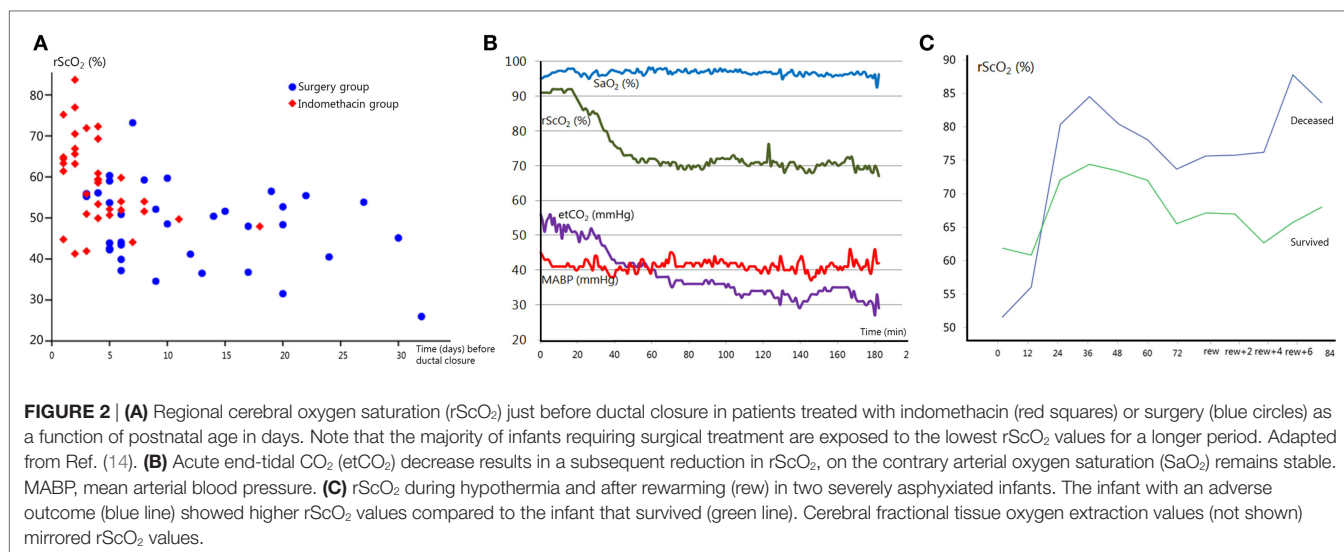 A
rScO₂ (%)
Surgery group
Indomethacin group
80
70
60
50
40
30
20
0 5 10 15 20 25 30
Time (days) before
ductal closure
B
100 100
SaO₂ (%)
90 90
rScO₂ (%)
80 80
70 70
60 60
etCO₂ (mmHg)
50 50
40 40
MABP (mmHg)
30 30
Time (min)
20 20
0 20 40 60 80 100 120 140 160 180 2
C
90
rScO₂ (%)
85
Deceased
80
75
70
65
Survived
60
55
50
0 12 24 36 48 60 72 rew rew+2 rew+4 rew+6 84
FIGURE 2 | (A) Regional cerebral oxygen saturation (rScO₂) just before ductal closure in patients treated with indomethacin (red squares) or surgery (blue circles) as
a function of postnatal age in days. Note that the majority of infants requiring surgical treatment are exposed to the lowest rScO₂ values for a longer period. Adapted
from Ref. (14). (B) Acute end-tidal CO₂ (etCO₂) decrease results in a subsequent reduction in rScO₂, on the contrary arterial oxygen saturation (SaO₂) remains stable.
MABP, mean arterial blood pressure. (C) rScO₂ during hypothermia and after rewarming (rew) in two severely asphyxiated infants. The infant with an adverse
outcome (blue line) showed higher rScO₂ values compared to the infant that survived (green line). Cerebral fractional tissue oxygen extraction values (not shown)
mirrored rScO₂ values.